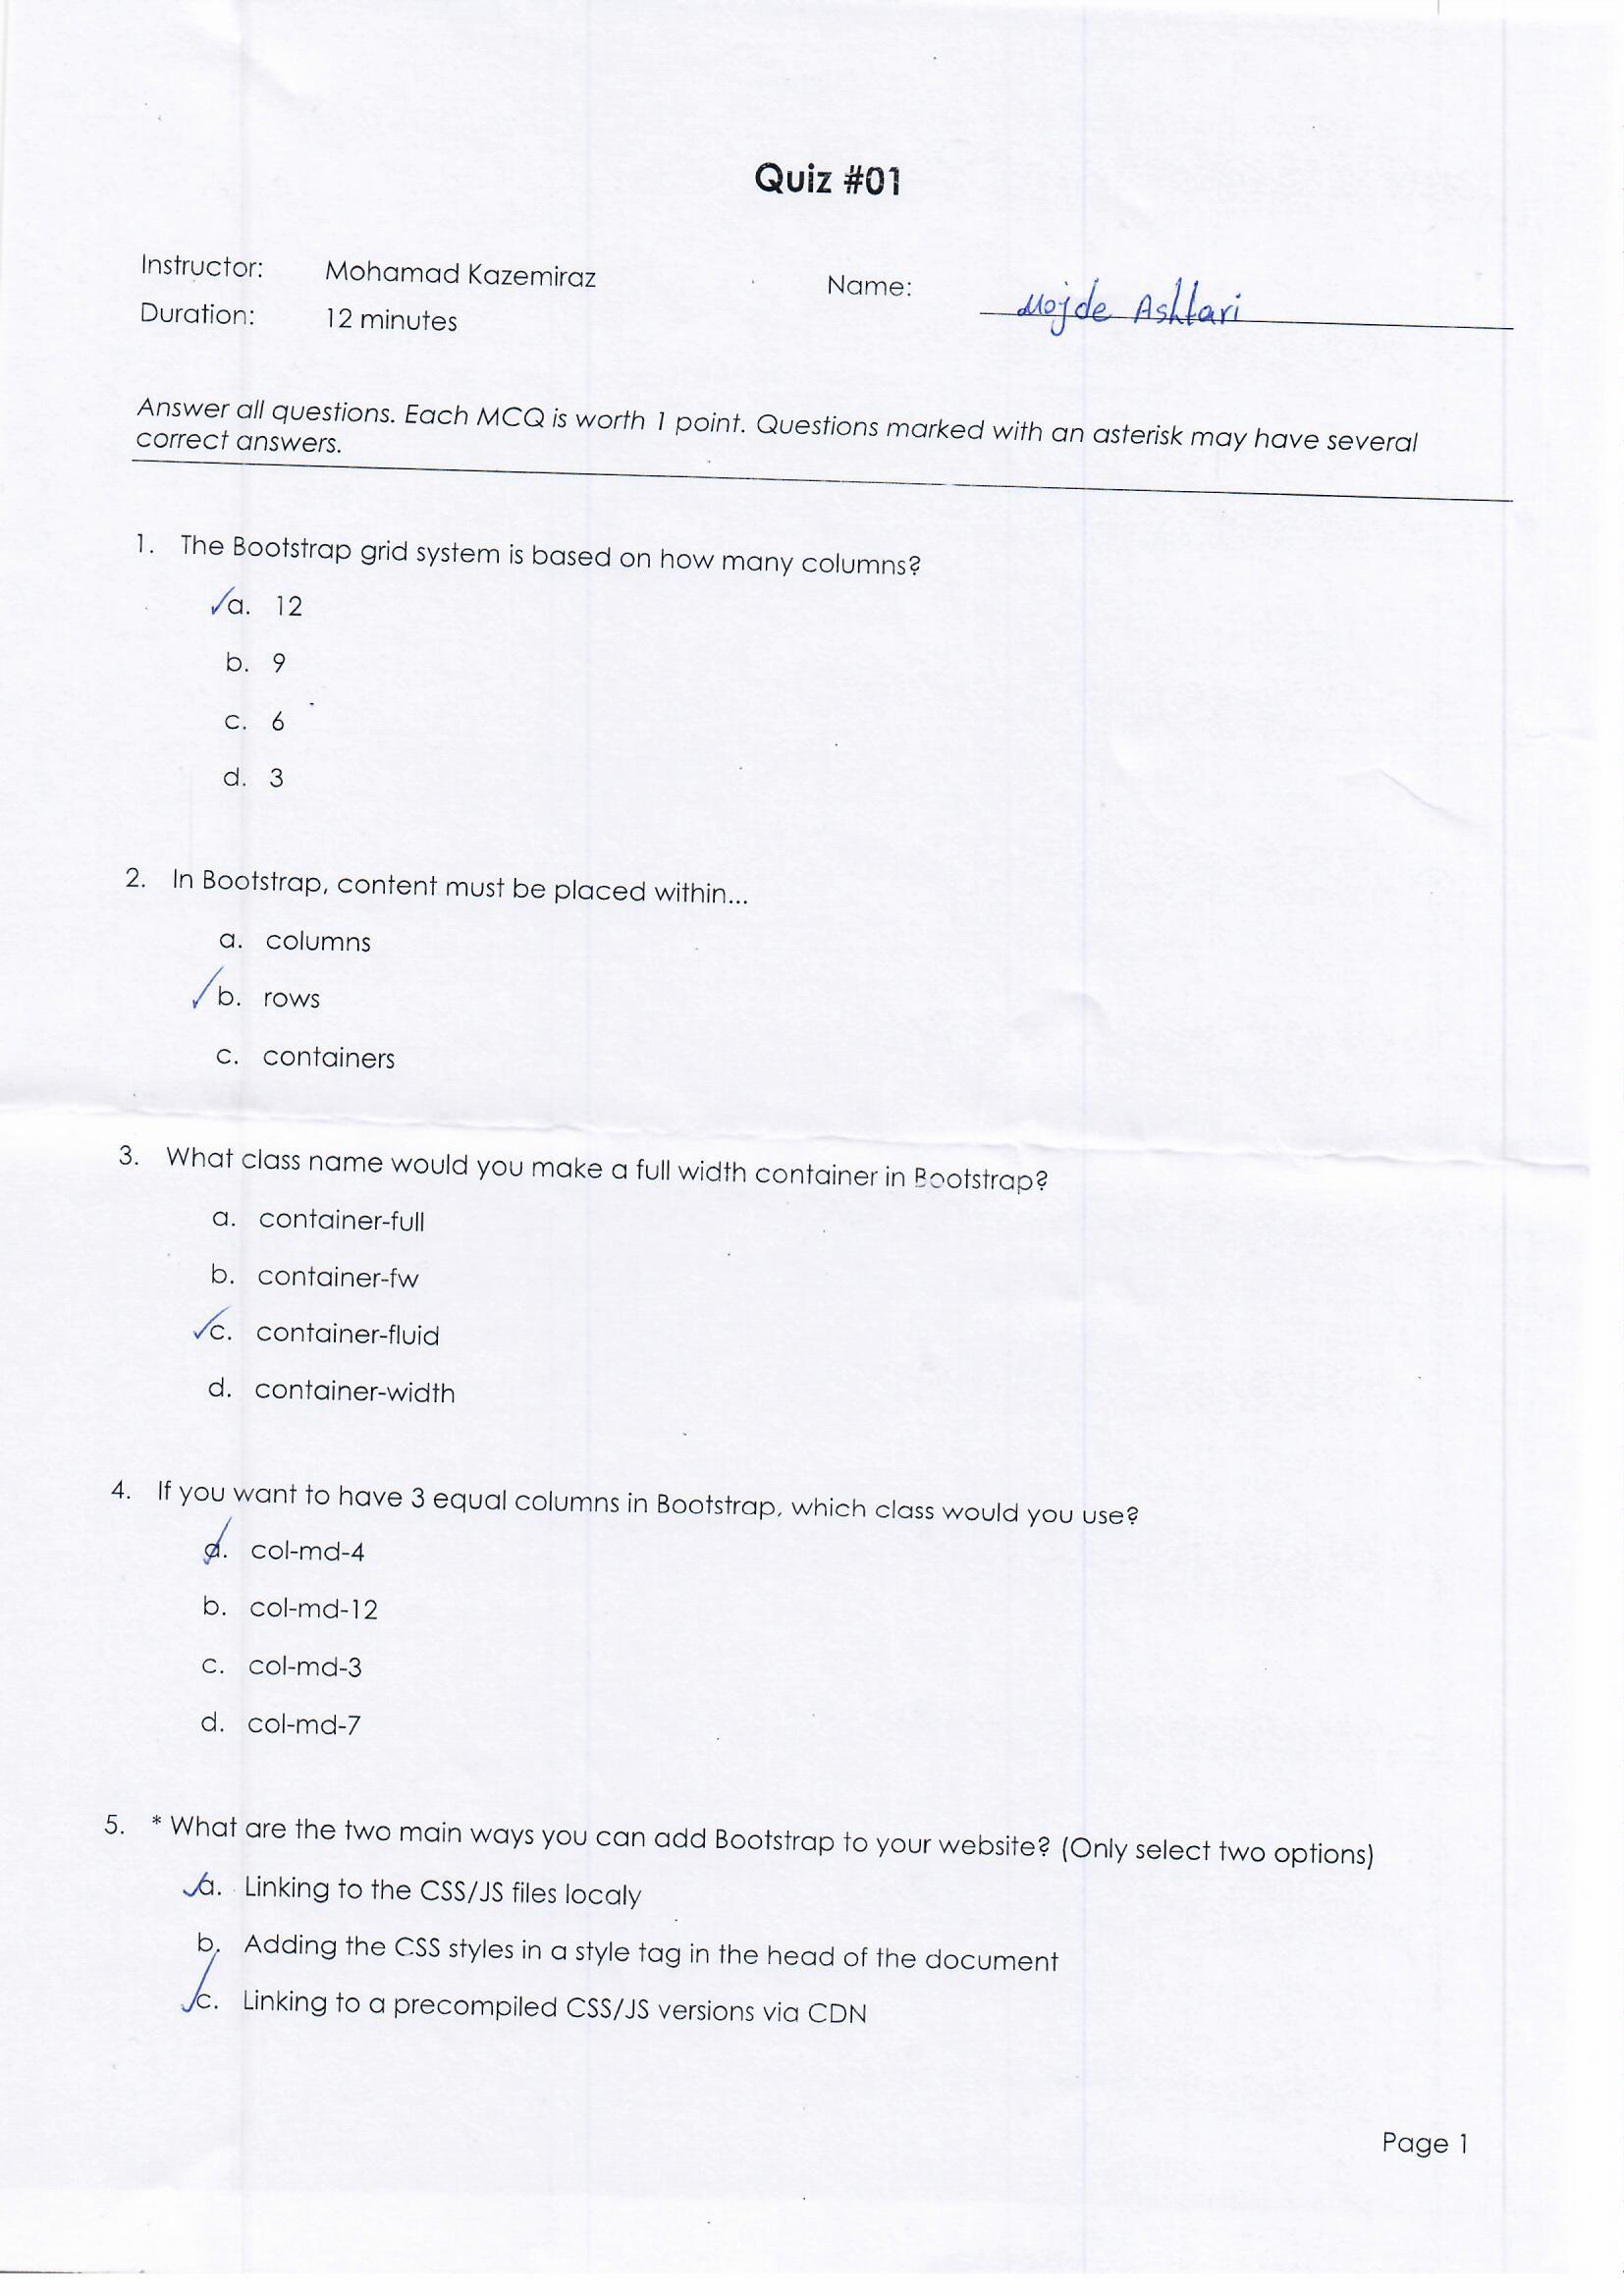 Quiz #01
Instructor: Mohamad Kazemiraz Name: Mojde Ashtari
Duration: 12 minutes
Answer all questions. Each MCQ is worth 1 point. Questions marked with an asterisk may have several
correct answers.
1. The Bootstrap grid system is based on how many columns?
✓a. 12
b. 9
c. 6
d. 3
2. In Bootstrap, content must be placed within...
a. columns
✓b. rows
c. containers
3. What class name would you make a full width container in Bootstrap?
a. container-full
b. container-fw
✓c. container-fluid
d. container-width
4. If you want to have 3 equal columns in Bootstrap, which class would you use?
✓a. col-md-4
b. col-md-12
c. col-md-3
d. col-md-7
5. * What are the two main ways you can add Bootstrap to your website? (Only select two options)
✓a. Linking to the CSS/JS files localy
b. Adding the CSS styles in a style tag in the head of the document
✓c. Linking to a precompiled CSS/JS versions via CDN
Page 1